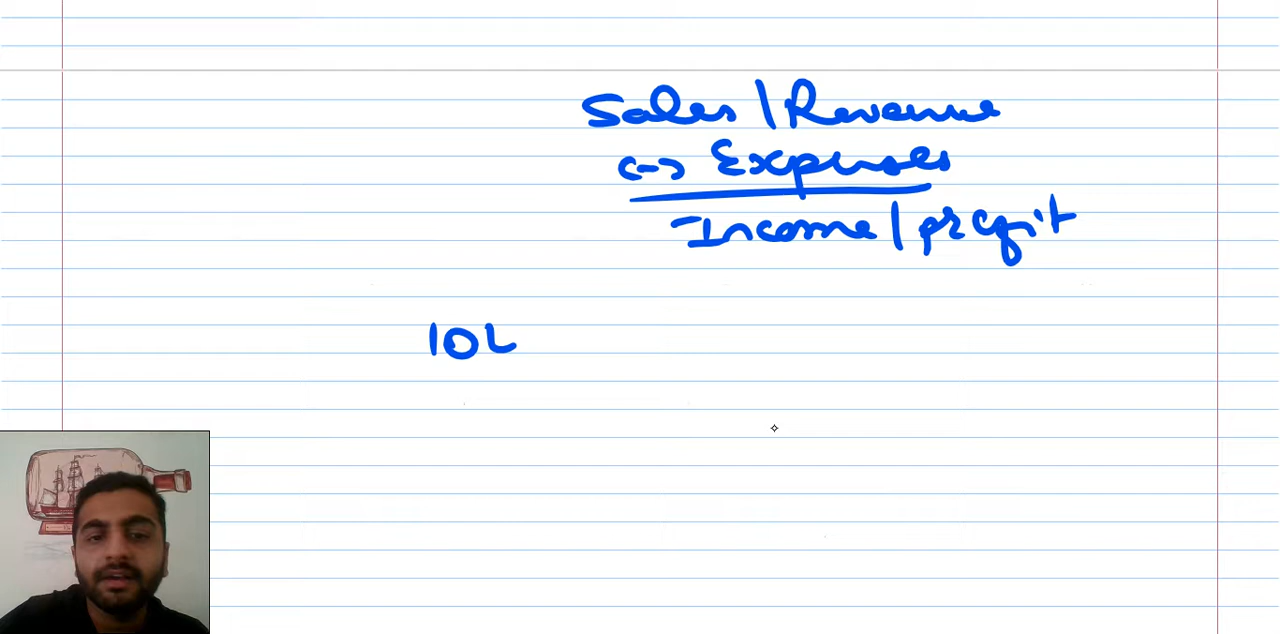 Sales / Revenue
(-) Expenses
Income / profit
10L